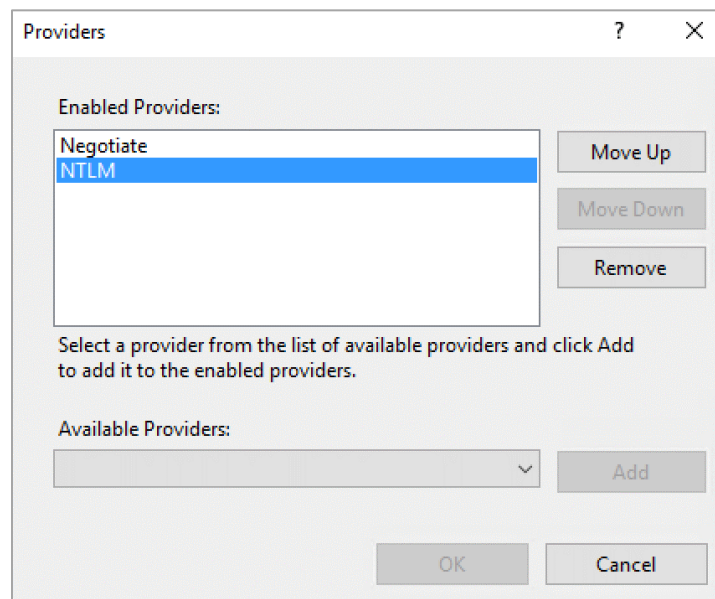 Providers ?
Enabled Providers:
Negotiate
NTLM
Move Up
Move Down
Remove
Select a provider from the list of available providers and click Add
to add it to the enabled providers.
Available Providers:
Add
OK
Cancel